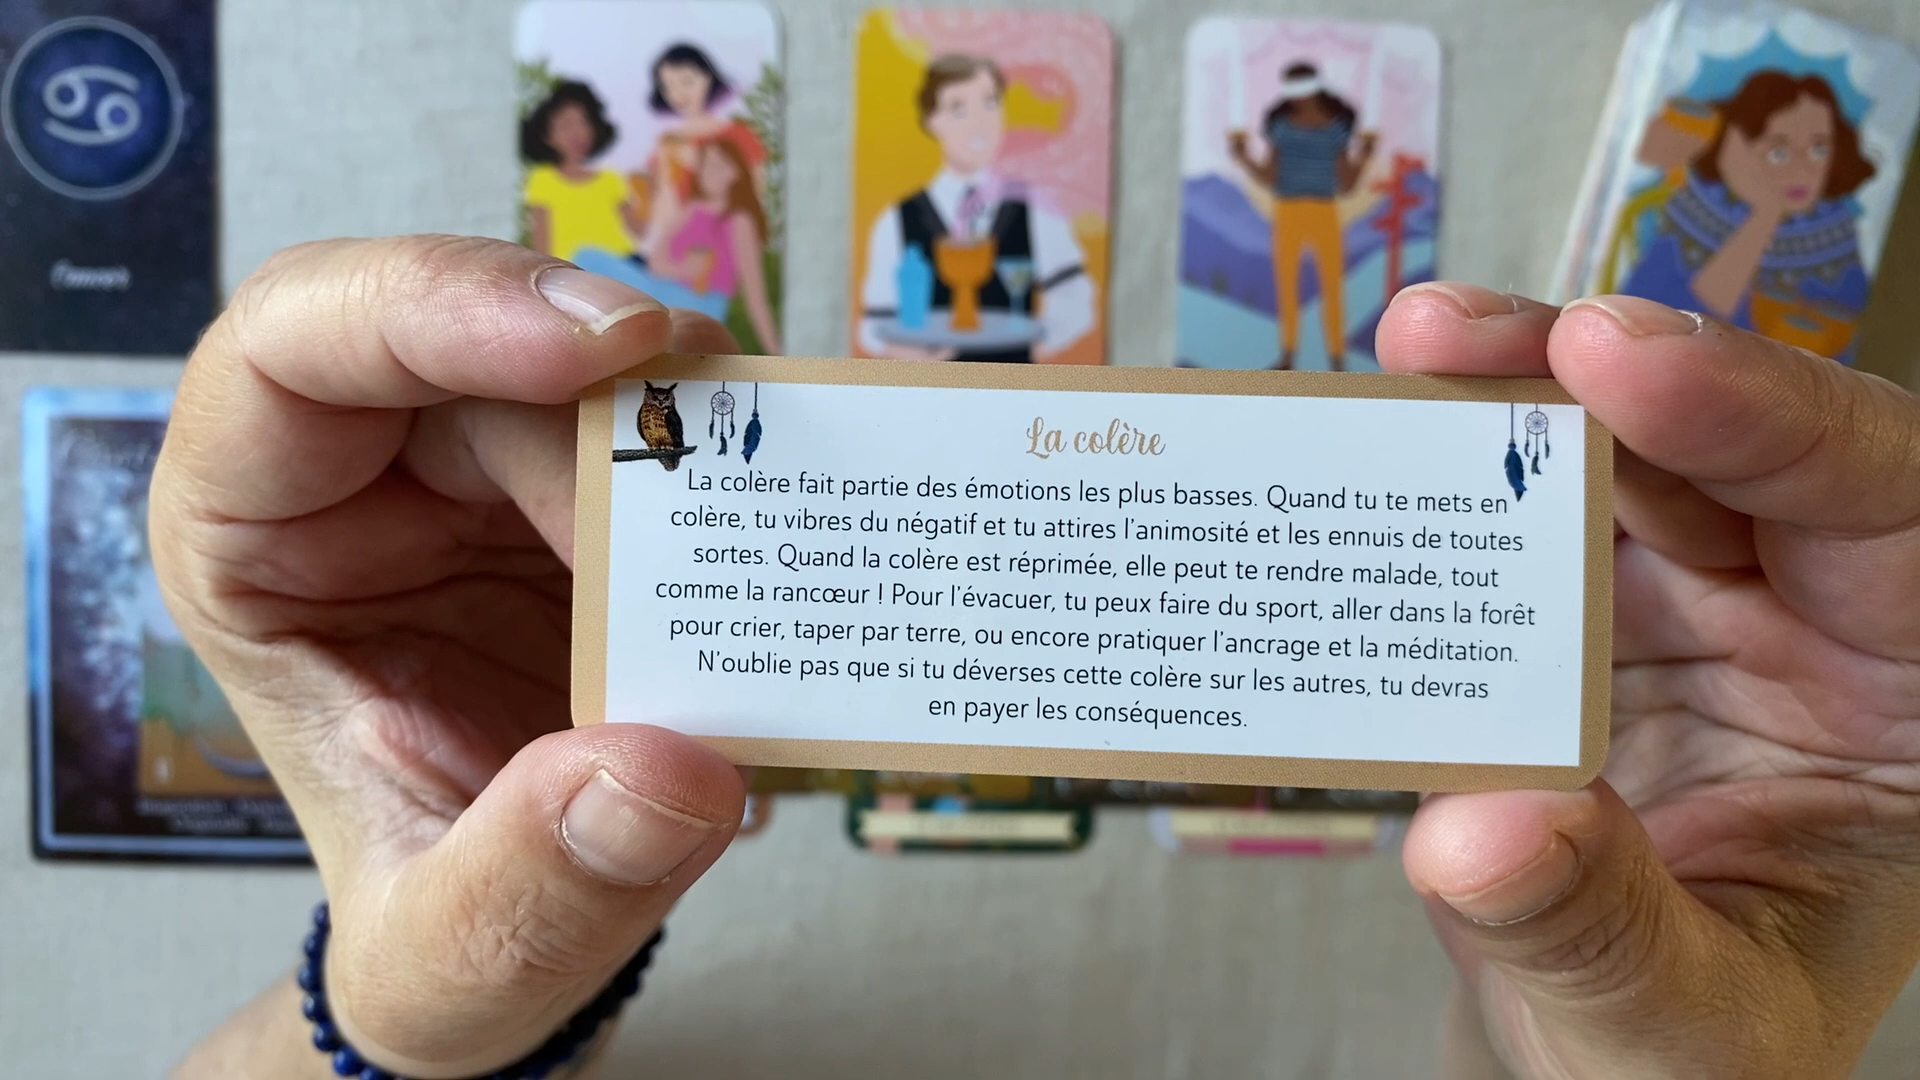 Cancer
La colère
La colère fait partie des émotions les plus basses. Quand tu te mets en
colère, tu vibres du négatif et tu attires l'animosité et les ennuis de toutes
sortes. Quand la colère est réprimée, elle peut te rendre malade, tout
comme la rancœur ! Pour l'évacuer, tu peux faire du sport, aller dans la forêt
pour crier, taper par terre, ou encore pratiquer l'ancrage et la méditation.
N'oublie pas que si tu déverses cette colère sur les autres, tu devras
en payer les conséquences.